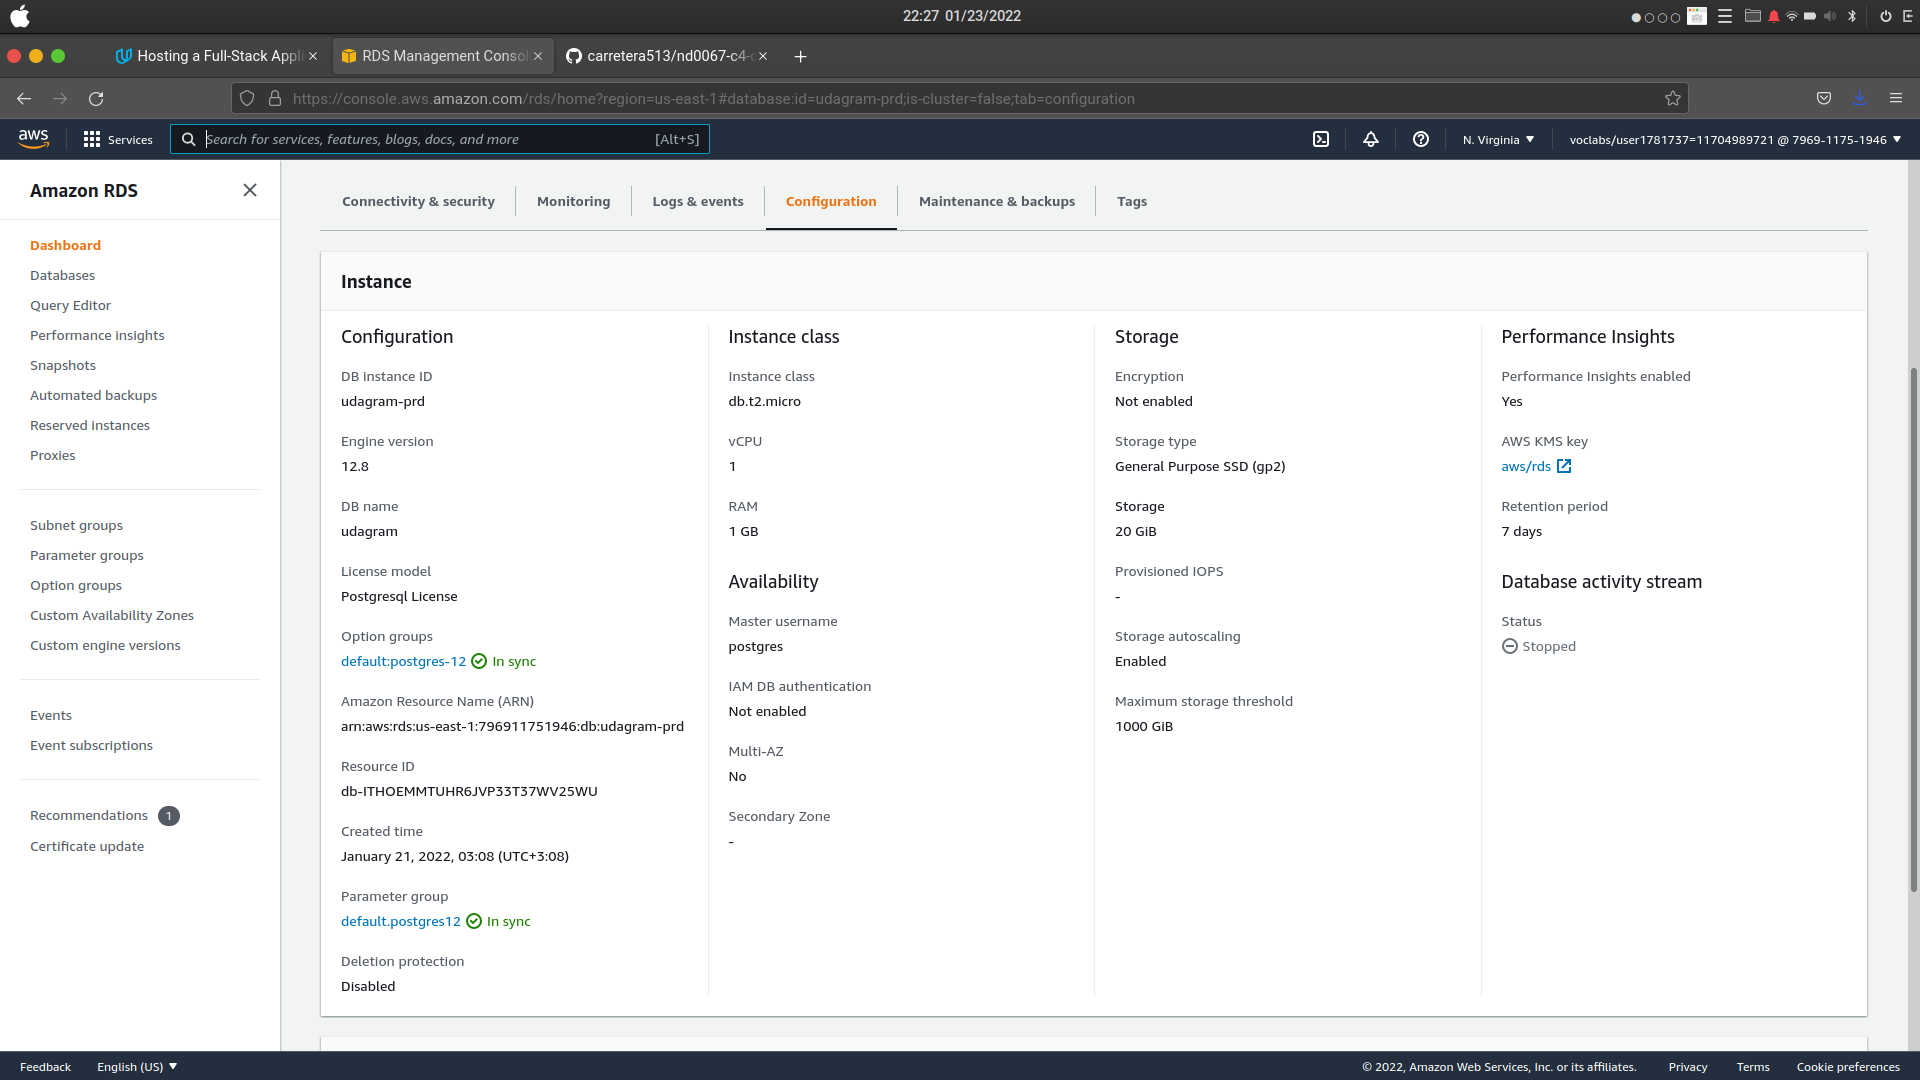 22:27 01/23/2022
Hosting a Full-Stack Appli
RDS Management Consol
carretera513/nd0067-c4-
https://console.aws.amazon.com/rds/home?region=us-east-1#database:id=udagram-prd;is-cluster=false;tab=configuration
aws
Services
Search for services, features, blogs, docs, and more
[Alt+S]
N. Virginia
voclabs/user1781737=11704989721 @ 7969-1175-1946
Amazon RDS
Dashboard
Databases
Query Editor
Performance insights
Snapshots
Automated backups
Reserved instances
Proxies
Subnet groups
Parameter groups
Option groups
Custom Availability Zones
Custom engine versions
Events
Event subscriptions
Recommendations 1
Certificate update
Connectivity & security
Monitoring
Logs & events
Configuration
Maintenance & backups
Tags
Instance
Configuration
DB instance ID
udagram-prd
Engine version
12.8
DB name
udagram
License model
Postgresql License
Option groups
default:postgres-12 In sync
Amazon Resource Name (ARN)
arn:aws:rds:us-east-1:796911751946:db:udagram-prd
Resource ID
db-ITHOEMMTUHR6JVP33T37WV25WU
Created time
January 21, 2022, 03:08 (UTC+3:08)
Parameter group
default.postgres12 In sync
Deletion protection
Disabled
Instance class
Instance class
db.t2.micro
vCPU
1
RAM
1 GB
Availability
Master username
postgres
IAM DB authentication
Not enabled
Multi-AZ
No
Secondary Zone
-
Storage
Encryption
Not enabled
Storage type
General Purpose SSD (gp2)
Storage
20 GiB
Provisioned IOPS
-
Storage autoscaling
Enabled
Maximum storage threshold
1000 GiB
Performance Insights
Performance Insights enabled
Yes
AWS KMS key
aws/rds
Retention period
7 days
Database activity stream
Status
Stopped
Feedback
English (US)
© 2022, Amazon Web Services, Inc. or its affiliates.
Privacy
Terms
Cookie preferences